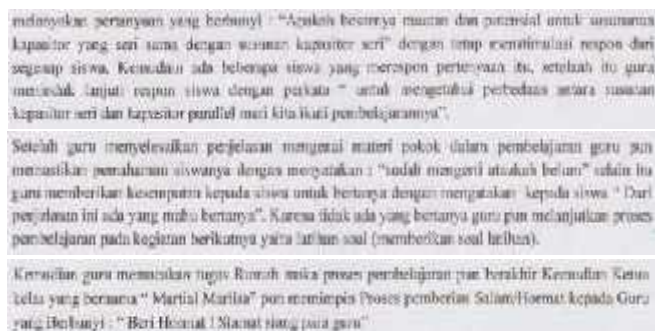 menanyakan pertanyaan yang berbunyi : "Apakah besarnya muatan dan potensial untuk susunan
kapasitor yang seri sama dengan susunan kapasitor seri" dengan tetap menstimulasi respon dari
segenap siswa. Kemudian ada beberapa siswa yang merespon pertanyaan itu, setelah itu guru
menindak lanjuti respon siswa dengan perkata " untuk mengetahui perbedaan antara susunan
kapasitor seri dan kapasitor parallel mari kita ikuti pembelajarannya".
Setelah guru menyelesaikan penjelasan mengenai materi pokok dalam pembelajaran guru pun
memastikan pemahaman siswanya dengan menyatakan : "sudah mengerti ataukah belum" selain itu
guru memberikan kesempatan kepada siswa untuk bertanya dengan mengatakan kepada siswa " Dari
penjelasan ini ada yang mahu bertanya". Karena tidak ada yang bertanya guru pun melanjutkan proses
pembelajaran pada kegiatan berikutnya yaitu latihan soal (memberikan soal latihan).
Kemudian guru memberikan tugas Rumah maka proses pembelajaran pun berakhir Kemudian Ketua
kelas yang bernama " Martial " pun memimpin Proses pemberian Salam/Hormat kepada Guru
yang Berbunyi : " Beri Hormat ! Slamat siang para guru"